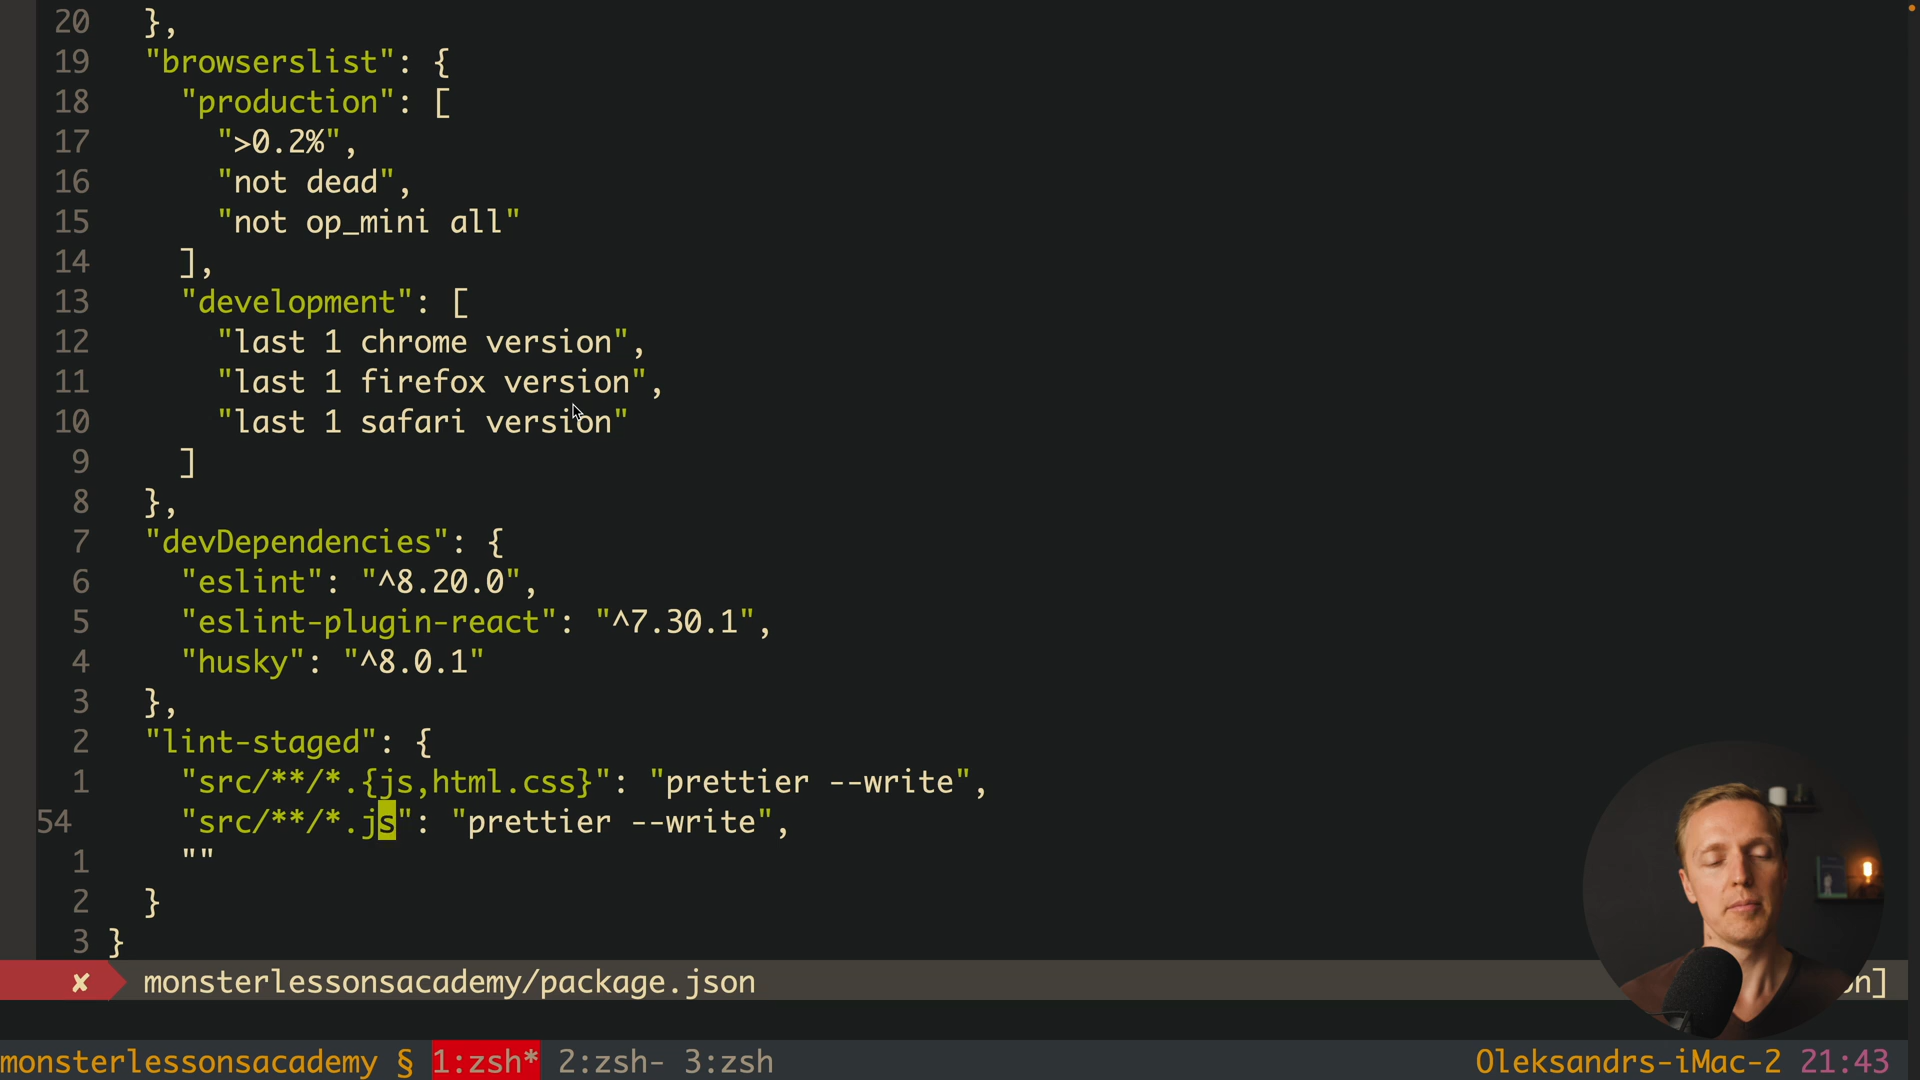 20 },
19 "browserslist": {
18 "production": [
17 ">0.2%",
16 "not dead",
15 "not op_mini all"
14 ],
13 "development": [
12 "last 1 chrome version",
11 "last 1 firefox version",
10 "last 1 safari version"
9 ]
8 },
7 "devDependencies": {
6 "eslint": "^8.20.0",
5 "eslint-plugin-react": "^7.30.1",
4 "husky": "^8.0.1"
3 },
2 "lint-staged": {
1 "src/**/*.{js,html.css}": "prettier --write",
54 "src/**/*.js": "prettier --write",
1 ""
2 }
3 }
✘ monsterlessonsacademy/package.json on]
monsterlessonsacademy § 1:zsh* 2:zsh- 3:zsh Oleksandrs-iMac-2 21:43